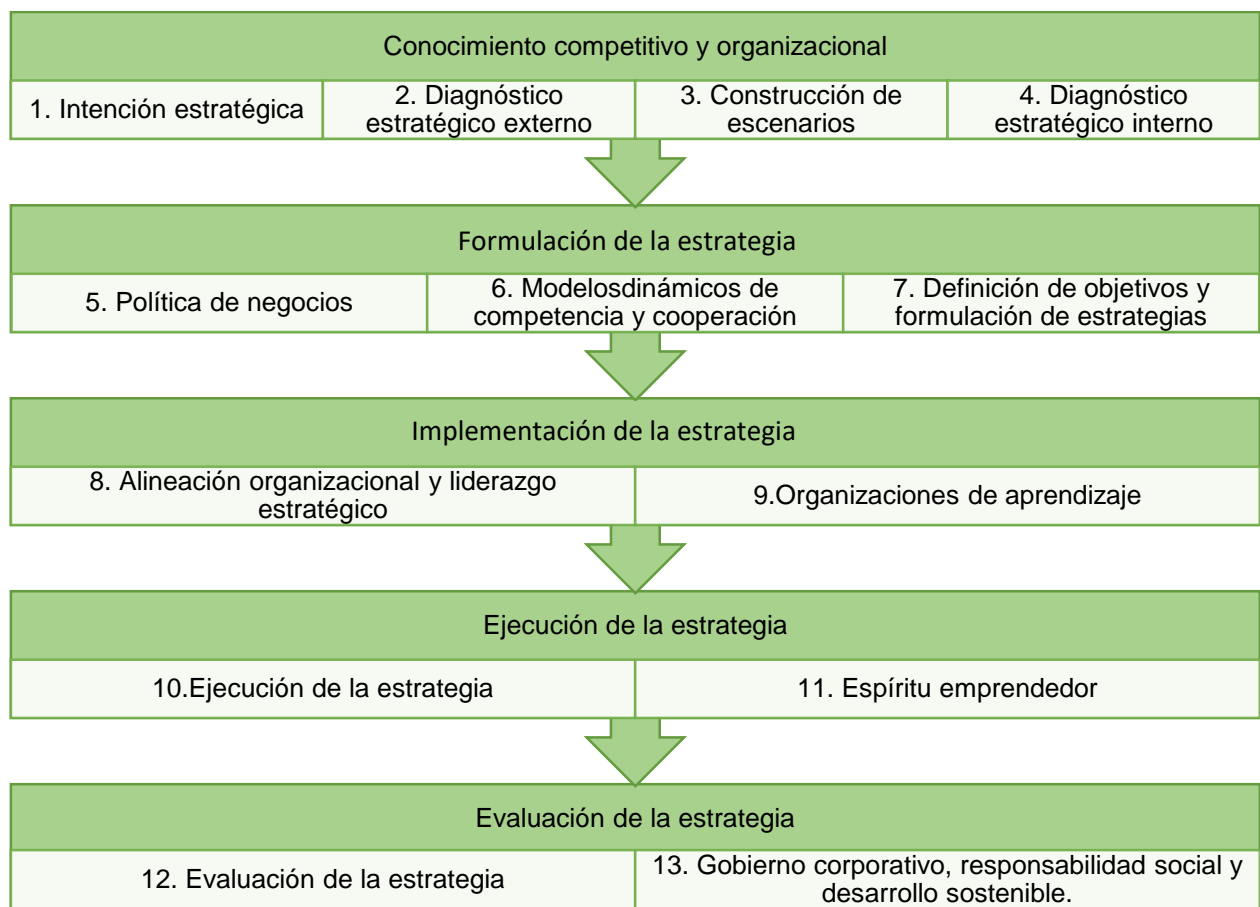 Conocimiento competitivo y organizacional
1. Intención estratégica
2. Diagnóstico
estratégico externo
3. Construcción de
escenarios
4. Diagnóstico
estratégico interno
Formulación de la estrategia
5. Política de negocios
6. Modelosdinámicos de
competencia y cooperación
7. Definición de objetivos y
formulación de estrategias
Implementación de la estrategia
8. Alineación organizacional y liderazgo
estratégico
9.Organizaciones de aprendizaje
Ejecución de la estrategia
10.Ejecución de la estrategia
11. Espíritu emprendedor
Evaluación de la estrategia
12. Evaluación de la estrategia
13. Gobierno corporativo, responsabilidad social y
desarrollo sostenible.